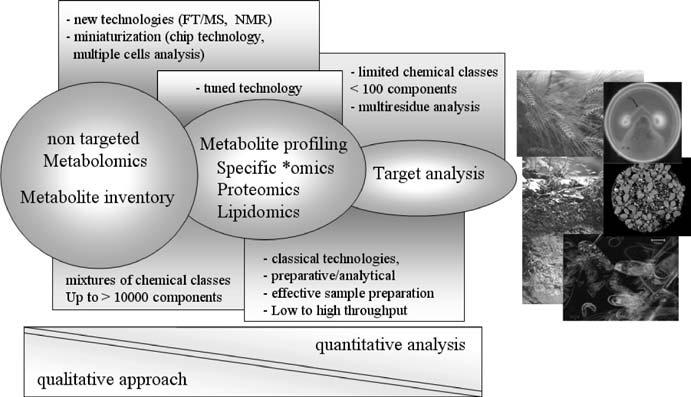 - new technologies (FT/MS, NMR)
- miniaturization (chip technology,
multiple cells analysis)
- tuned technology
- limited chemical classes
< 100 components
- multiresidue analysis
non targeted
Metabolomics
Metabolite inventory
Metabolite profiling
Specific *omics
Proteomics
Lipidomics
Target analysis
mixtures of chemical classes
Up to > 10000 components
- classical technologies,
- preparative/analytical
- effective sample preparation
- Low to high throughput
quantitative analysis
qualitative approach